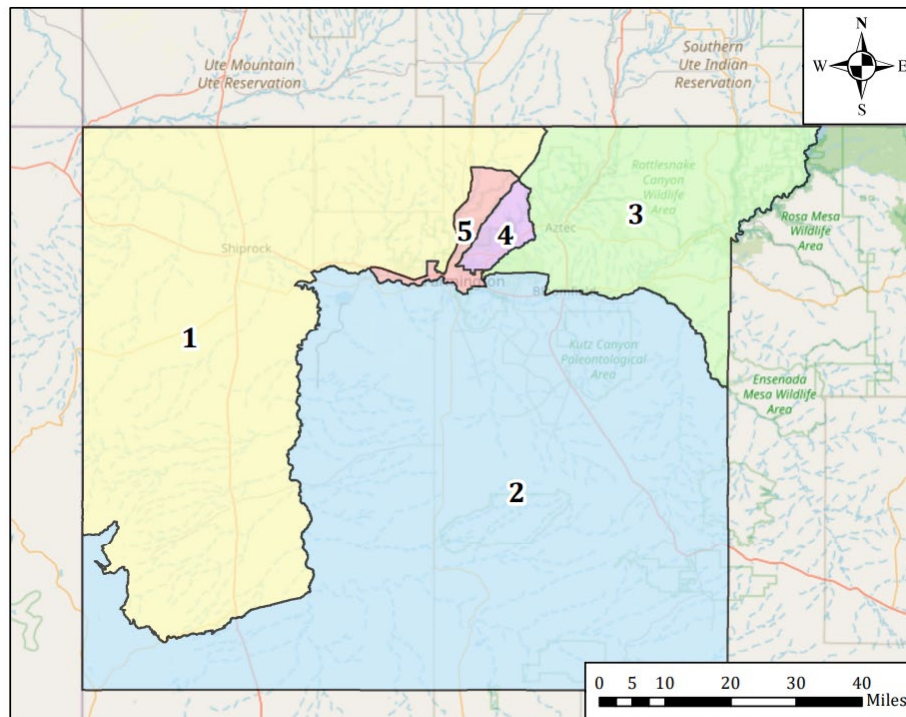 N
W E
S
Ute Mountain
Ute Reservation
Southern
Ute Indian
Reservation
Rattlesnake
Canyon
Wildlife
Area
3
Rosa Mesa
Wildlife
Area
5
4
Aztec
Shiprock
1
Kutz Canyon
Paleontological
Area
Ensenada
Mesa Wildlife
Area
2
0 5 10 20 30 40
Miles